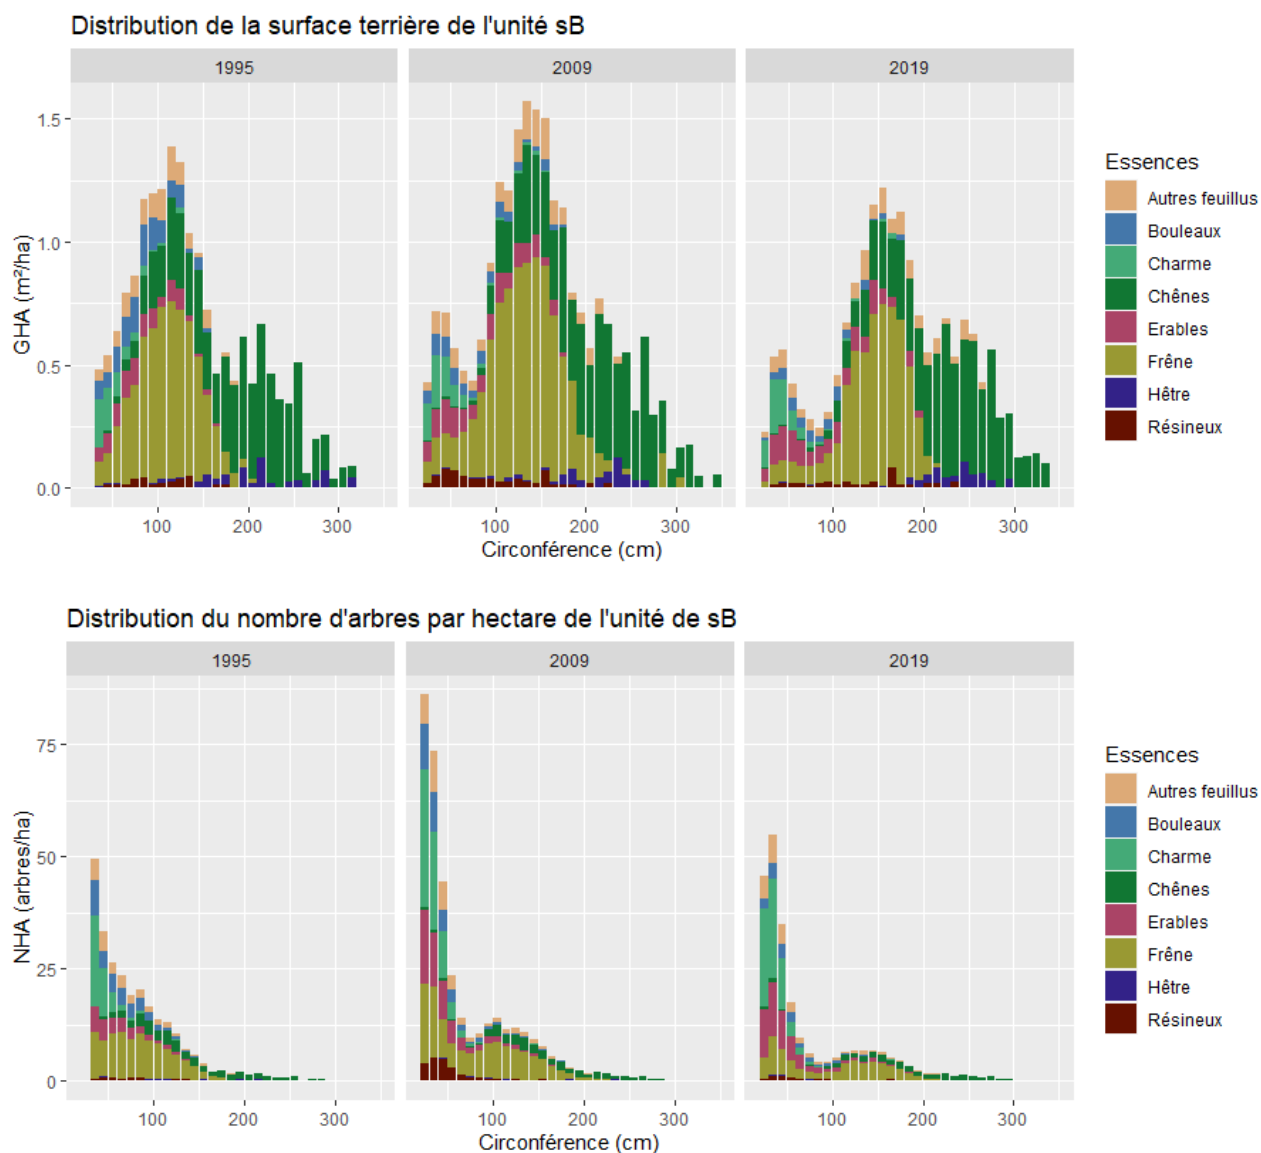 Distribution de la surface terrière de l'unité sB
1995 2009 2019
GHA (m²/ha)
1.5
1.0
0.5
0.0
100 200 300 100 200 300 100 200 300
Circonférence (cm)
Essences
Autres feuillus
Bouleaux
Charme
Chênes
Erables
Frêne
Hêtre
Résineux
Distribution du nombre d'arbres par hectare de l'unité de sB
1995 2009 2019
NHA (arbres/ha)
75
50
25
0
100 200 300 100 200 300 100 200 300
Circonférence (cm)
Essences
Autres feuillus
Bouleaux
Charme
Chênes
Erables
Frêne
Hêtre
Résineux